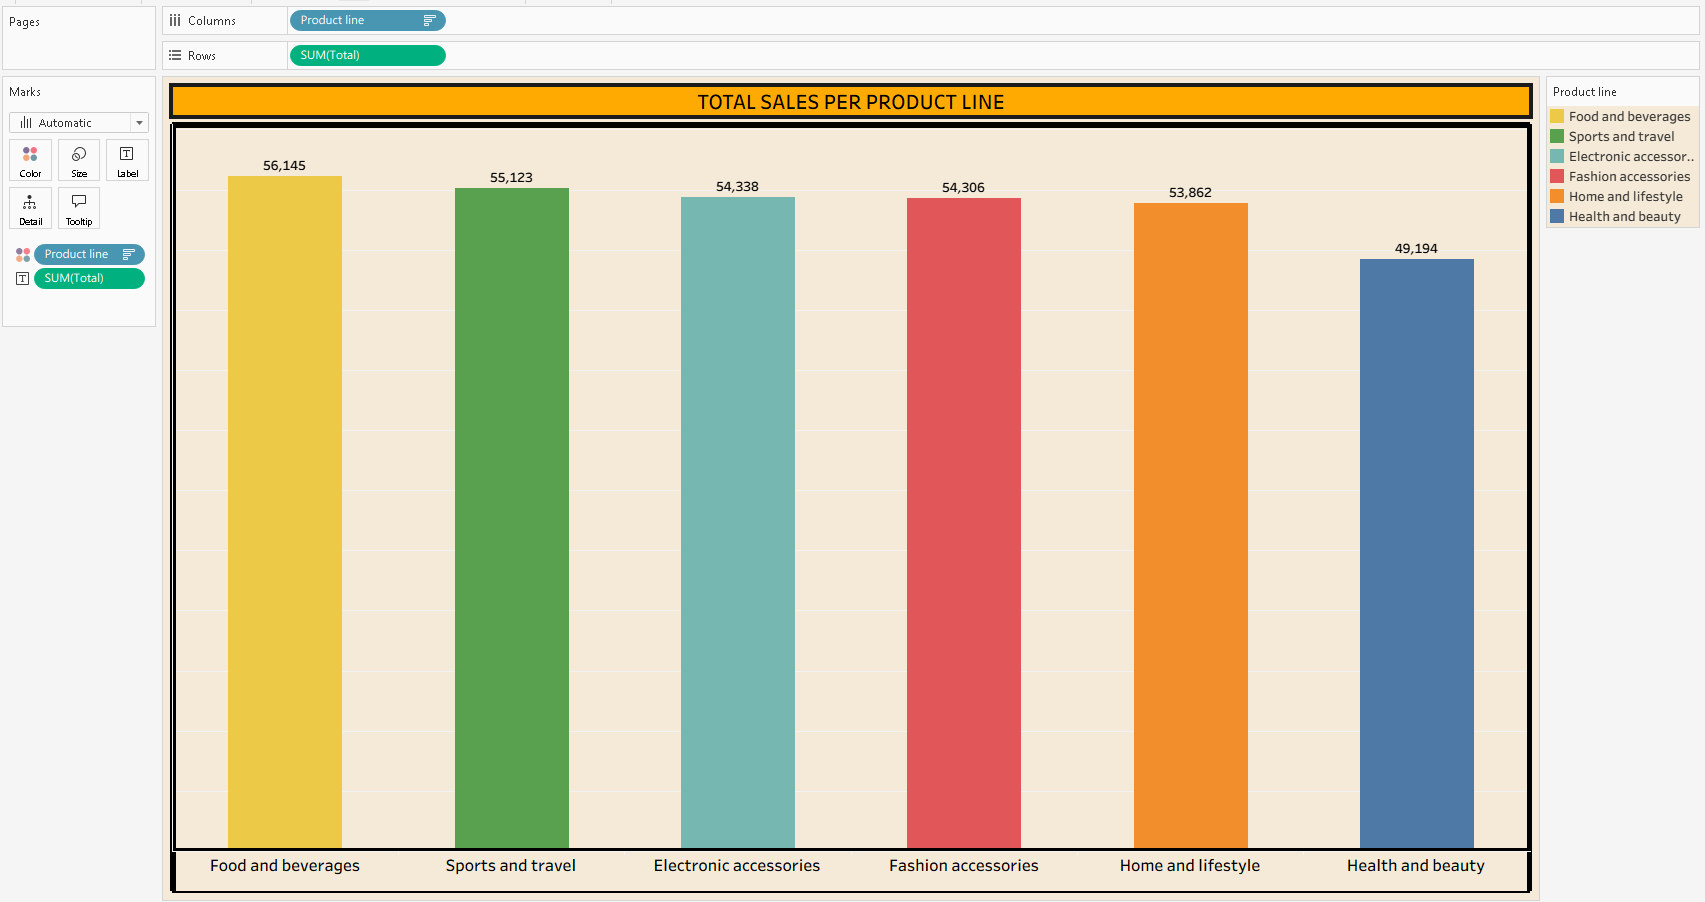 Pages
Columns
Product line
Rows
SUM(Total)
Marks
Automatic
Color
Size
T
Label
Detail
Tooltip
Product line
T
SUM(Total)
TOTAL SALES PER PRODUCT LINE
56,145
55,123
54,338
54,306
53,862
49,194
Food and beverages
Sports and travel
Electronic accessories
Fashion accessories
Home and lifestyle
Health and beauty
Product line
Food and beverages
Sports and travel
Electronic accessor..
Fashion accessories
Home and lifestyle
Health and beauty